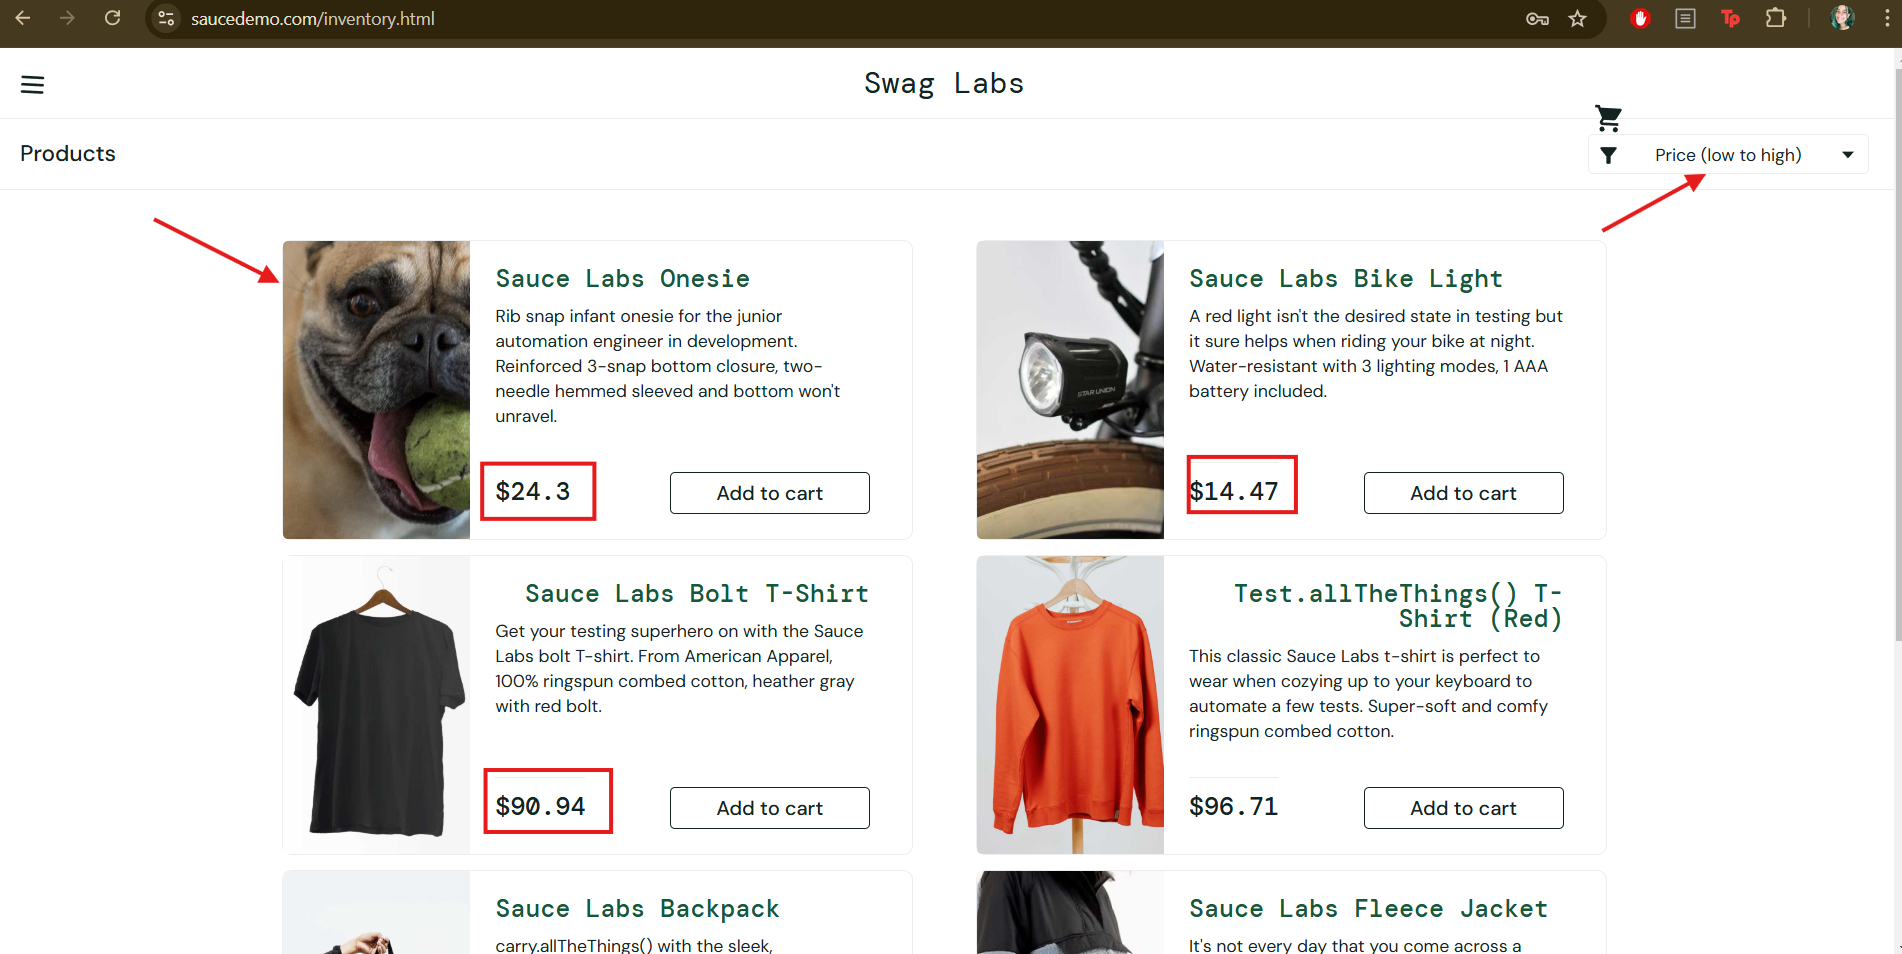 saucedemo.com/inventory.html
Tp
Swag Labs
Products
Price (low to high)
Sauce Labs Onesie
Rib snap infant onesie for the junior
automation engineer in development.
Reinforced 3-snap bottom closure, two-
needle hemmed sleeved and bottom won't
unravel.
$24.3
Add to cart
Sauce Labs Bike Light
A red light isn't the desired state in testing but
it sure helps when riding your bike at night.
Water-resistant with 3 lighting modes, 1 AAA
battery included.
STAR UNION
$14.47
Add to cart
Sauce Labs Bolt T-Shirt
Get your testing superhero on with the Sauce
Labs bolt T-shirt. From American Apparel,
100% ringspun combed cotton, heather gray
with red bolt.
$90.94
Add to cart
Test.allTheThings() T-
Shirt (Red)
This classic Sauce Labs t-shirt is perfect to
wear when cozying up to your keyboard to
automate a few tests. Super-soft and comfy
ringspun combed cotton.
$96.71
Add to cart
Sauce Labs Backpack
carry.allTheThings() with the sleek,
Sauce Labs Fleece Jacket
It's not every day that you come across a